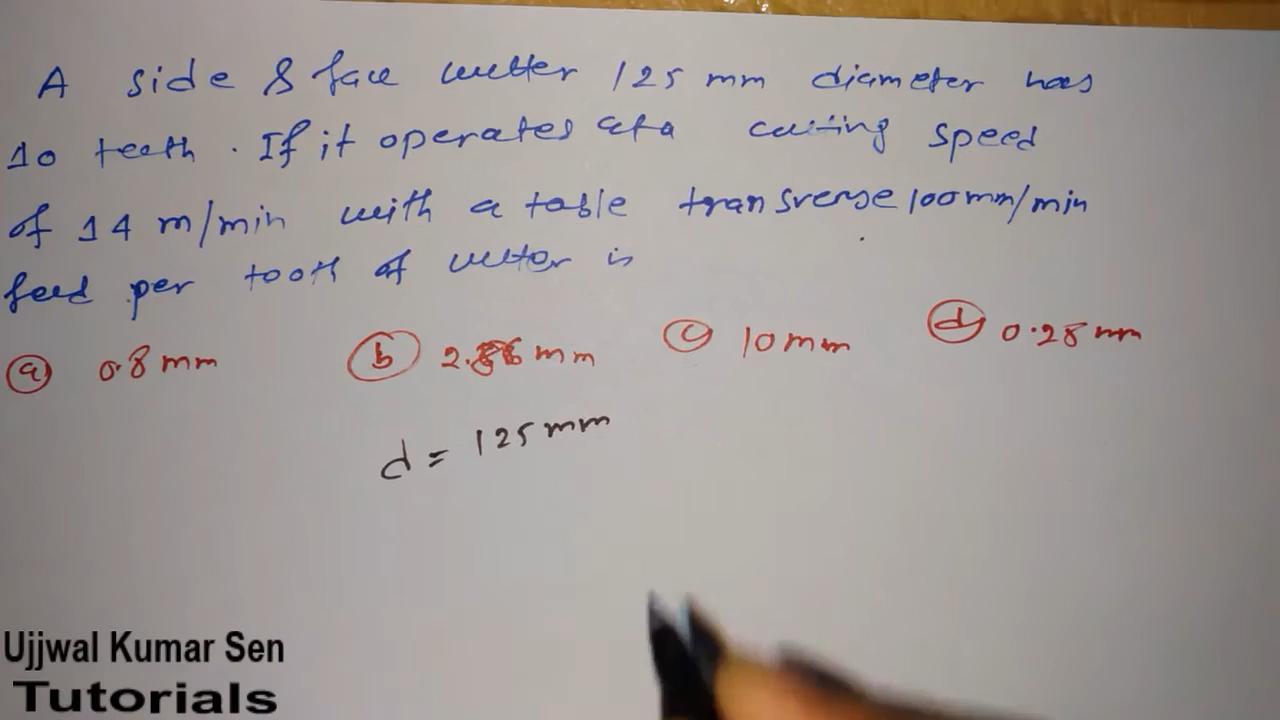 A side & face cutter 125 mm diameter has
10 teeth. If it operates at a cutting speed
of 14 m/min with a table transverse 100mm/min
feed per tooth of cutter is
(a) 0.8 mm (b) 2. mm (c) 10 mm (d) 0.28 mm
d = 125 mm
Ujjwal Kumar Sen
Tutorials